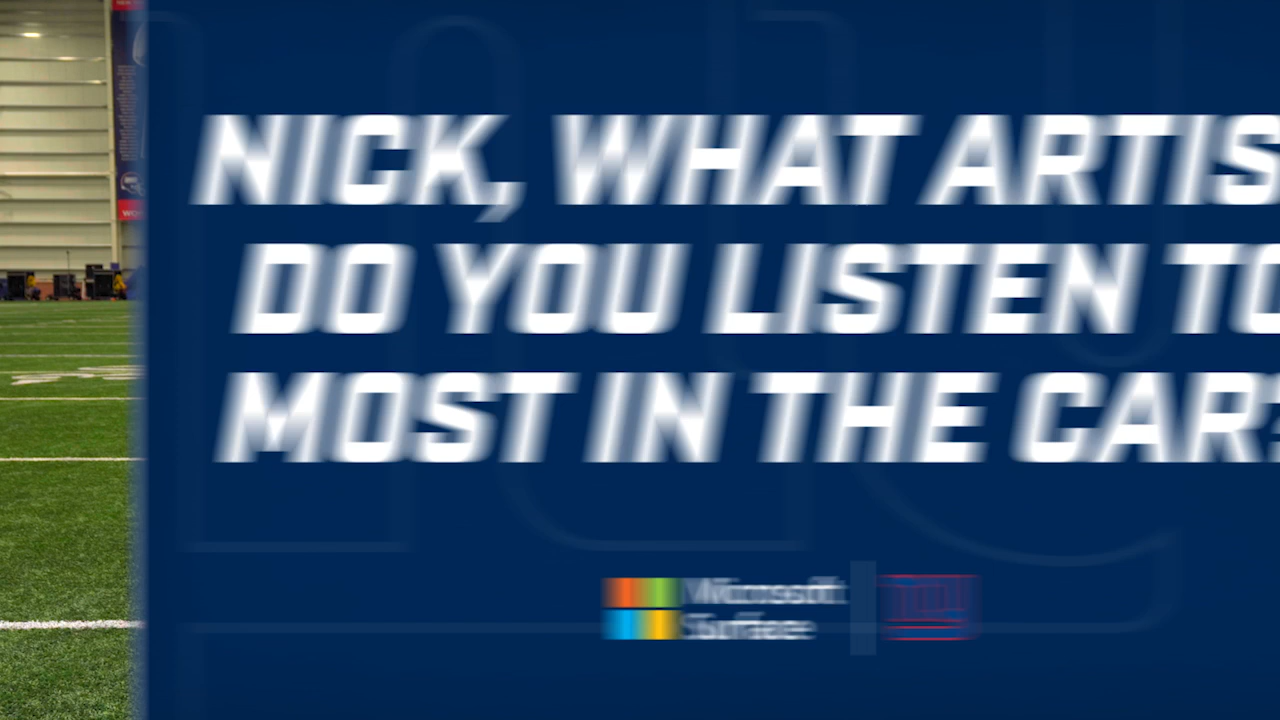 NICK, WHAT ARTIS
DO YOU LISTEN TO
MOST IN THE CAR?
Microsoft
Surface